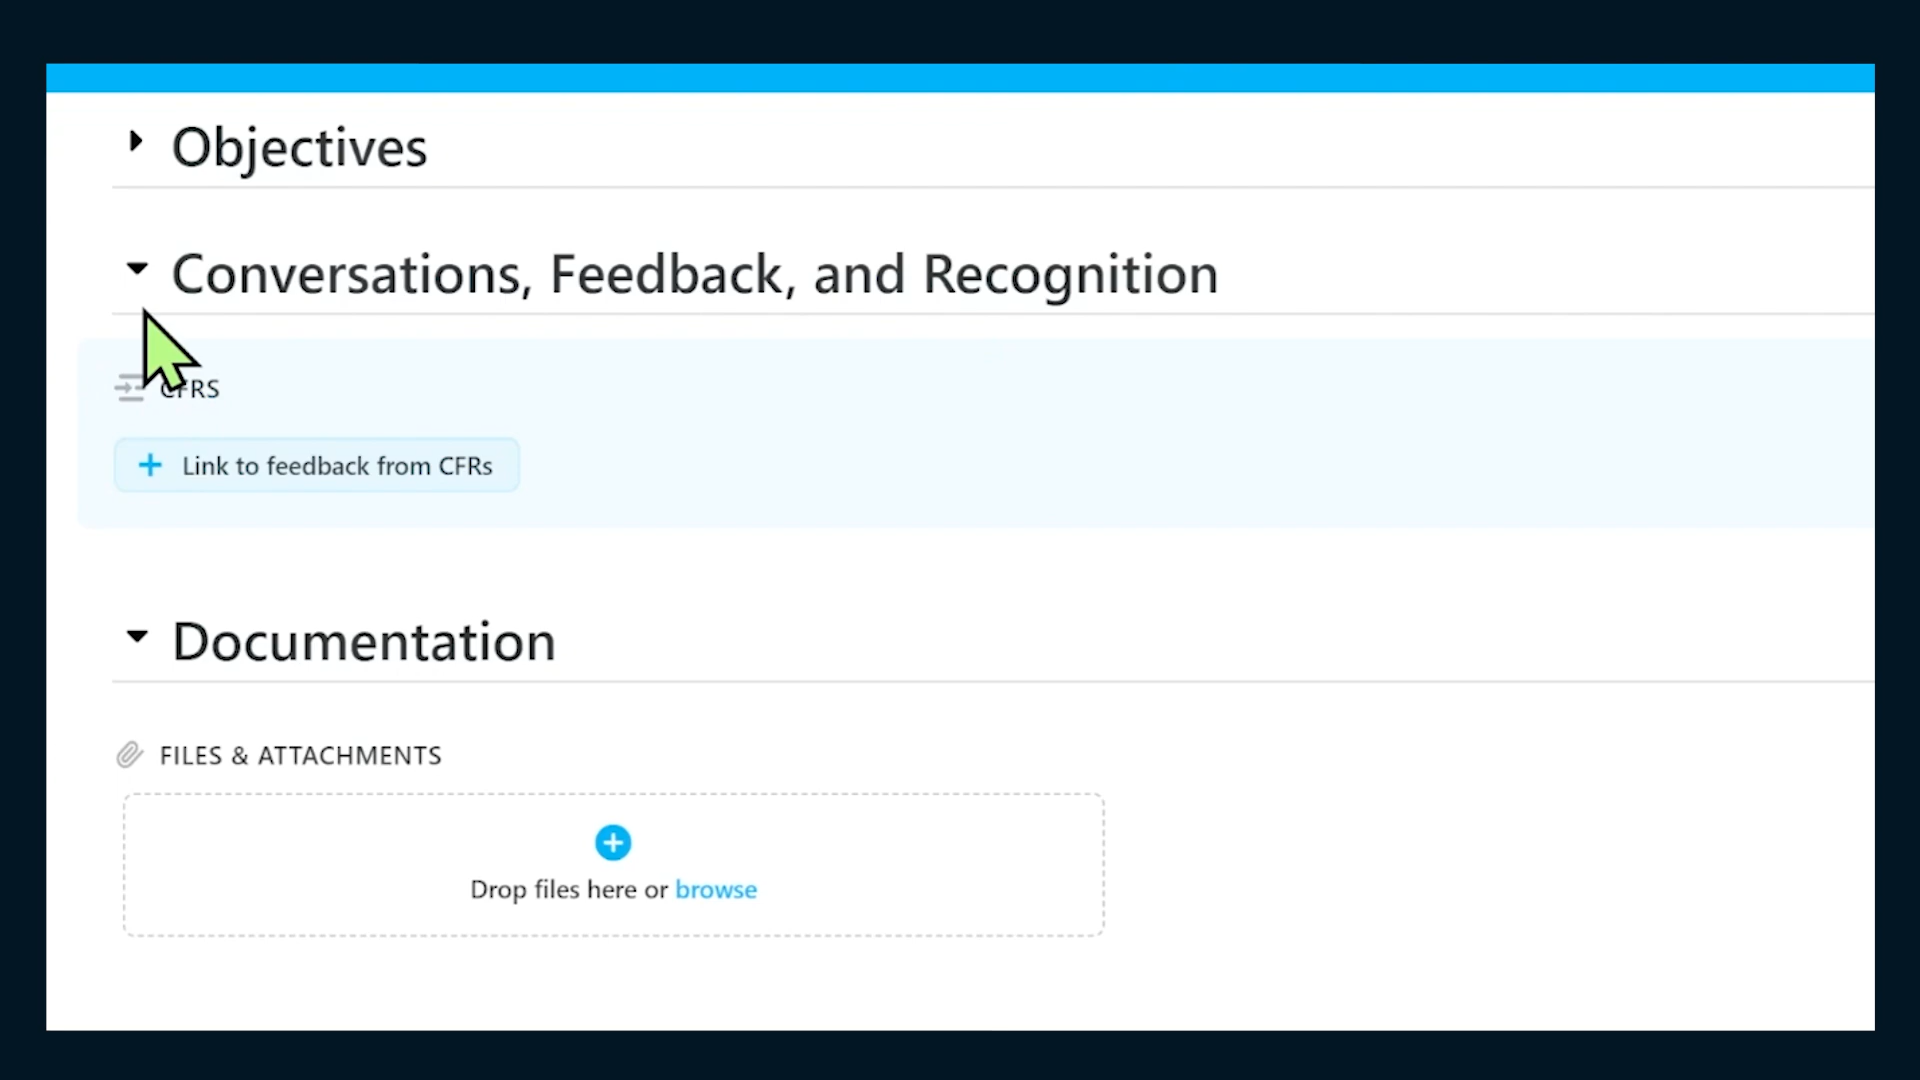 Objectives
Conversations, Feedback, and Recognition
CFRS
Link to feedback from CFRs
Documentation
FILES & ATTACHMENTS
Drop files here or browse